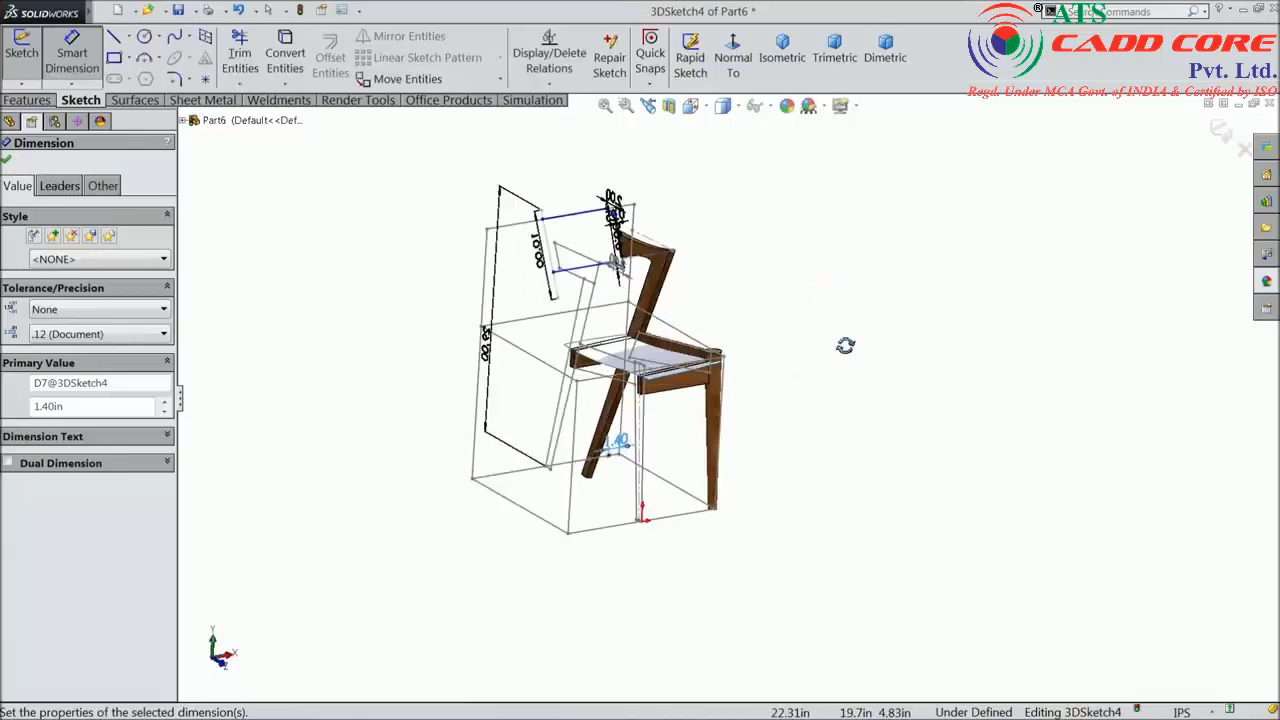 SOLIDWORKS
3DSketch4 of Part6 *
Commands
ATS
CADD CORE
Pvt. Ltd.
Regd. Under MCA Govt. of INDIA & Certified by ISO
Sketch
Smart Dimension
Trim Entities
Convert Entities
Offset Entities
Mirror Entities
Linear Sketch Pattern
Move Entities
Display/Delete Relations
Repair Sketch
Quick Snaps
Rapid Sketch
Normal To
Isometric
Trimetric
Dimetric
Features
Sketch
Surfaces
Sheet Metal
Weldments
Render Tools
Office Products
Simulation
Part6 (Default<<Def...
Dimension
?
Value
Leaders
Other
Style
<NONE>
Tolerance/Precision
None
.12 (Document)
Primary Value
D7@3DSketch4
1.40in
Dimension Text
Dual Dimension
10.00
1.40
Y
X
Z
Set the properties of the selected dimension(s).
22.31in
19.7in
4.83in
Under Defined
Editing 3DSketch4
IPS